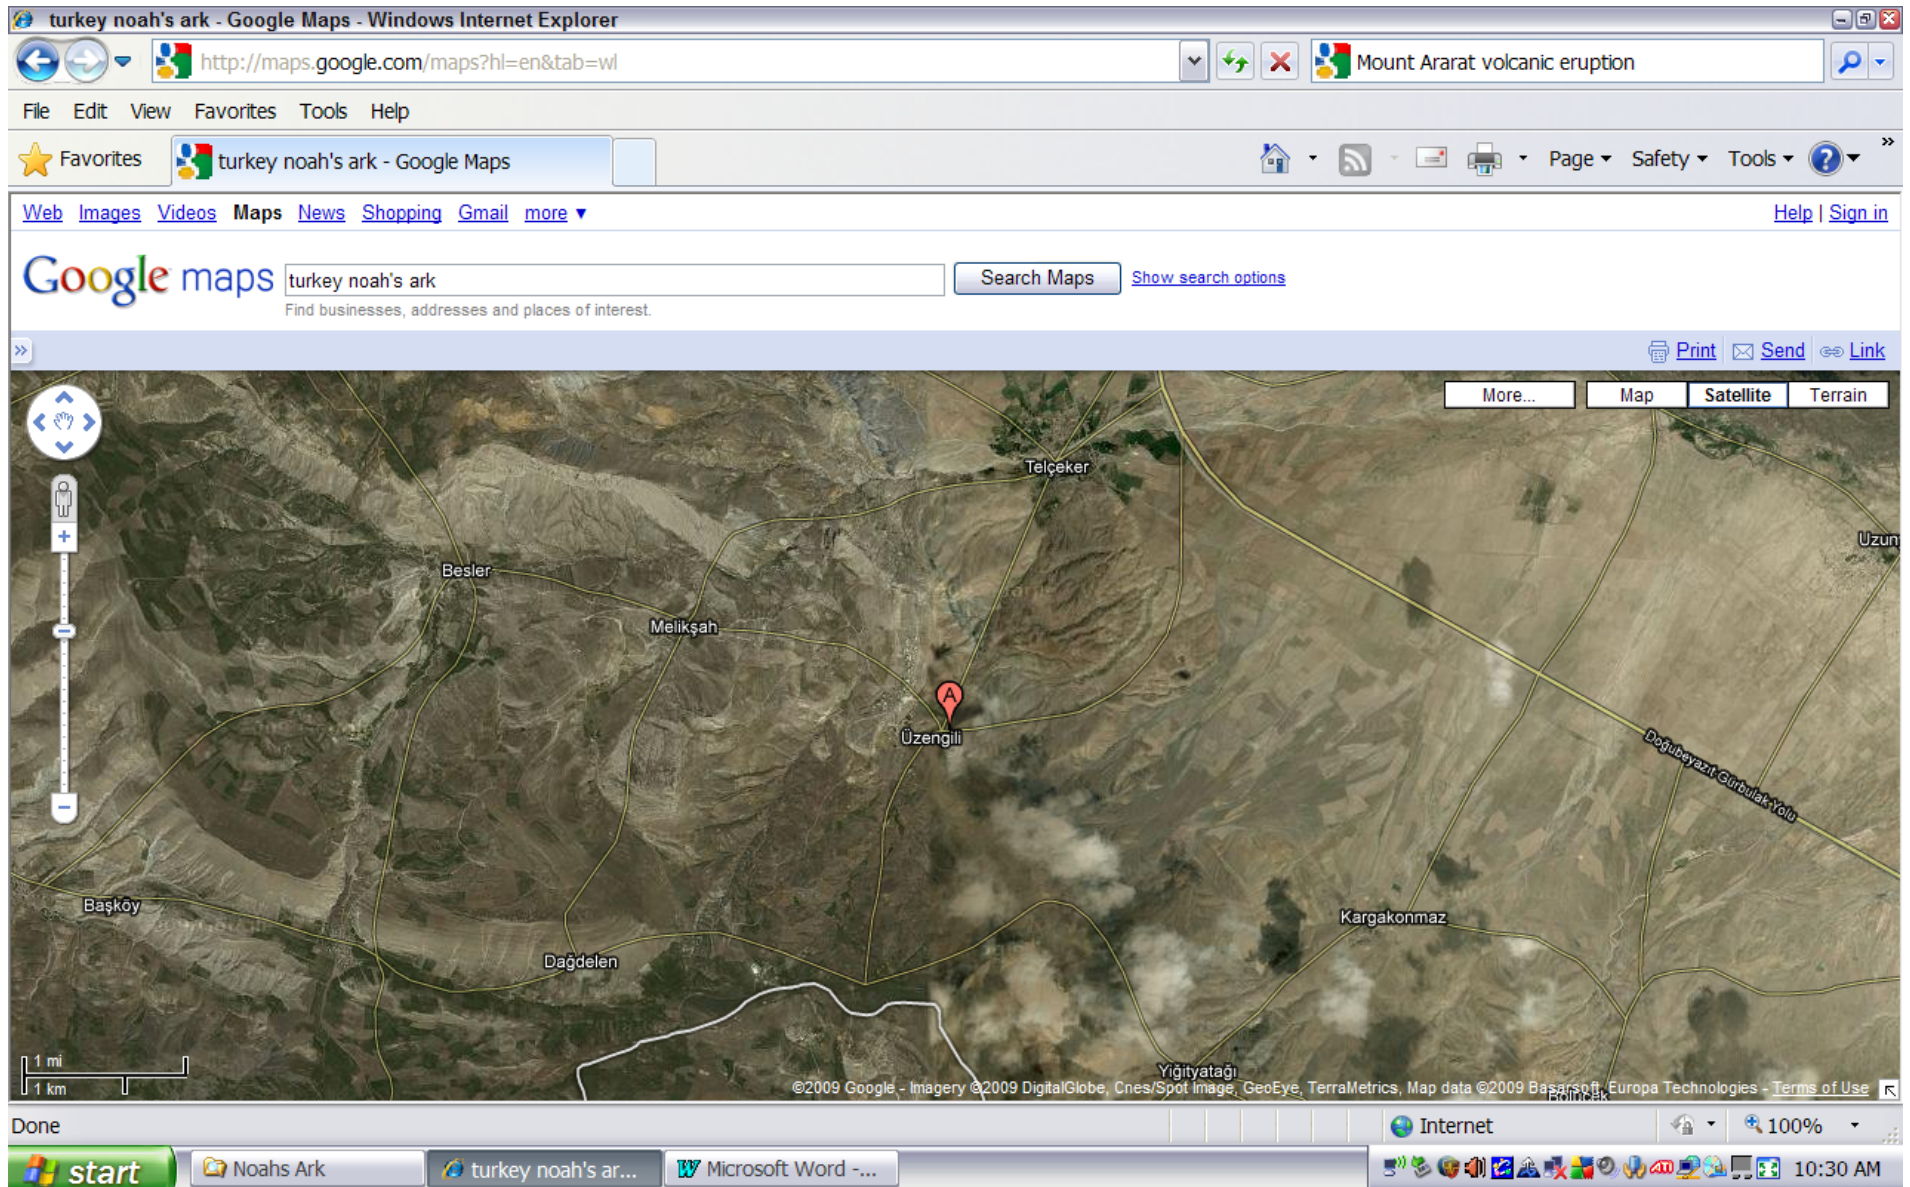 turkey noah's ark - Google Maps - Windows Internet Explorer
http://maps.google.com/maps?hl=en&tab=wl
Mount Ararat volcanic eruption
File Edit View Favorites Tools Help
Favorites
turkey noah's ark - Google Maps
Page Safety Tools
Web Images Videos Maps News Shopping Gmail more
Help | Sign in
Google maps
turkey noah's ark
Search Maps
Show search options
Find businesses, addresses and places of interest.
Print Send Link
More... Map Satellite Terrain
Telçeker
Uzun
Besler
Melikşah
A
Üzengili
Doğubeyazıt Gürbulak Yolu
Başköy
Kargakonmaz
Dağdelen
1 mi
1 km
Yiğityatağı
©2009 Google - Imagery ©2009 DigitalGlobe, Cnes/Spot Image, GeoEye, TerraMetrics, Map data ©2009 Basarsoft, Europa Technologies - Terms of Use
Done
Internet
100%
start
Noahs Ark
turkey noah's ar...
Microsoft Word -...
10:30 AM